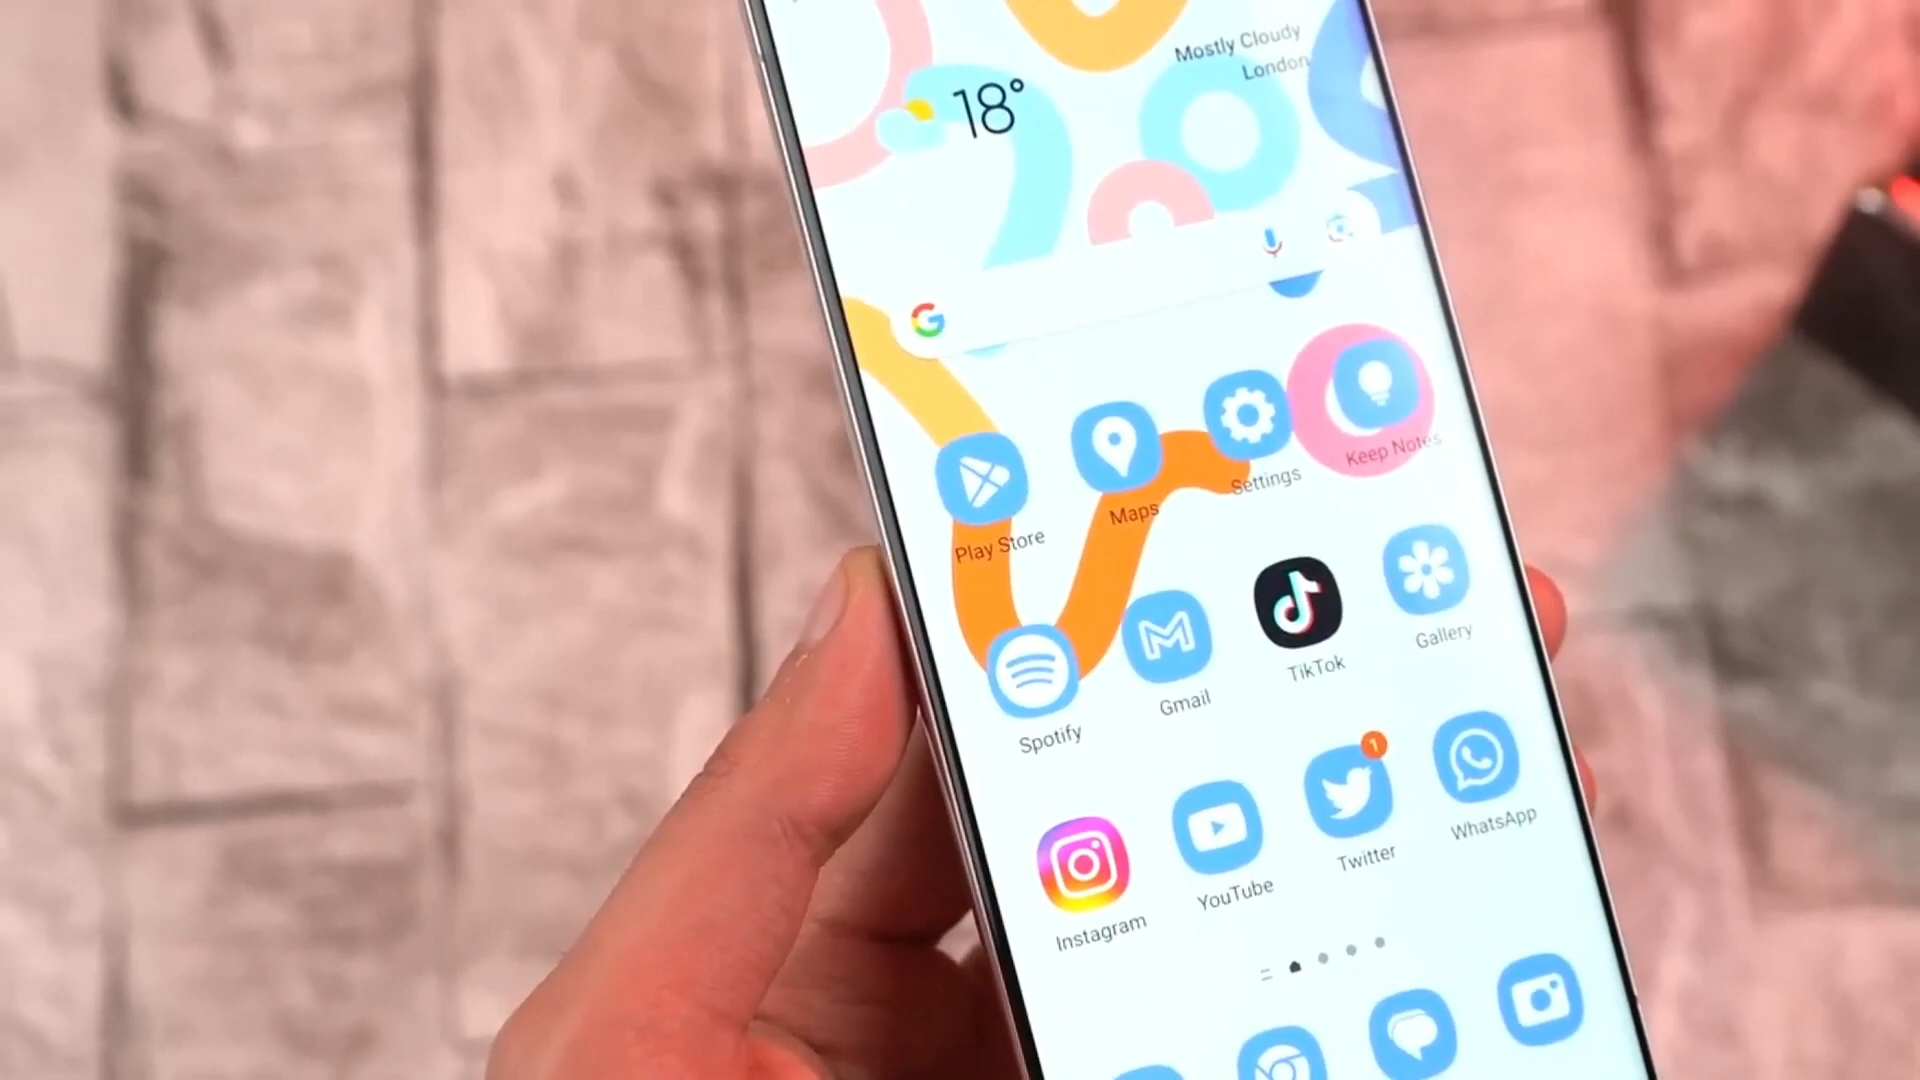 Mostly Cloudy
London
18°
Play Store
Maps
Settings
Keep Notes
Spotify
Gmail
TikTok
Gallery
Instagram
YouTube
Twitter
1
WhatsApp